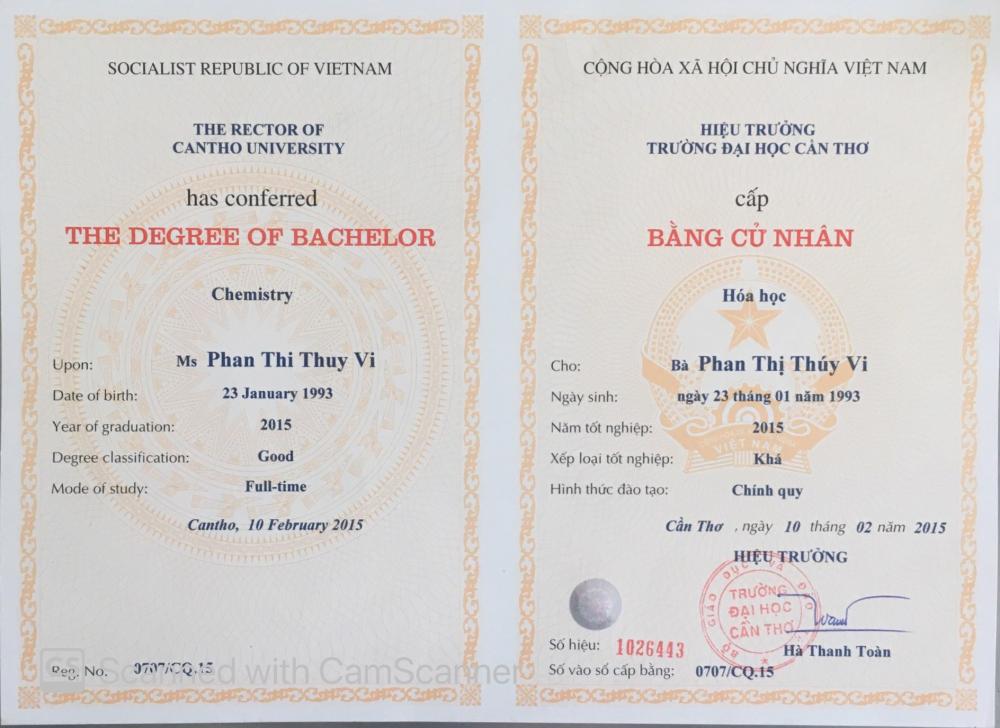 SOCIALIST REPUBLIC OF VIETNAM
THE RECTOR OF
CANTHO UNIVERSITY
has conferred
THE DEGREE OF BACHELOR
Chemistry
Upon: Ms Phan Thi Thuy Vi
Date of birth: 23 January 1993
Year of graduation: 2015
Degree classification: Good
Mode of study: Full-time
Cantho, 10 February 2015
Reg. No. 0707/CQ.15
CS Scanned with CamScanner
CỘNG HÒA XÃ HỘI CHỦ NGHĨA VIỆT NAM
HIỆU TRƯỞNG
TRƯỜNG ĐẠI HỌC CẦN THƠ
cấp
BẰNG CỬ NHÂN
Hóa học
Cho: Bà Phan Thị Thúy Vi
Ngày sinh: ngày 23 tháng 01 năm 1993
Năm tốt nghiệp: 2015
VIỆT NAM
Xếp loại tốt nghiệp: Khá
Hình thức đào tạo: Chính quy
Cần Thơ , ngày 10 tháng 02 năm 2015
HIỆU TRƯỞNG
BỘ GIÁO DỤC VÀ ĐÀO
TRƯỜNG
ĐẠI HỌC
CẦN THƠ
Hà Thanh Toàn
Số hiệu: 1026443
Số vào sổ cấp bằng: 0707/CQ.15